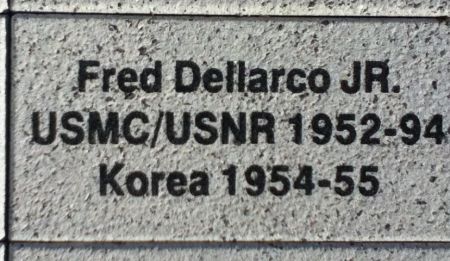 Fred Dellarco JR.
USMC/USNR 1952-94
Korea 1954-55